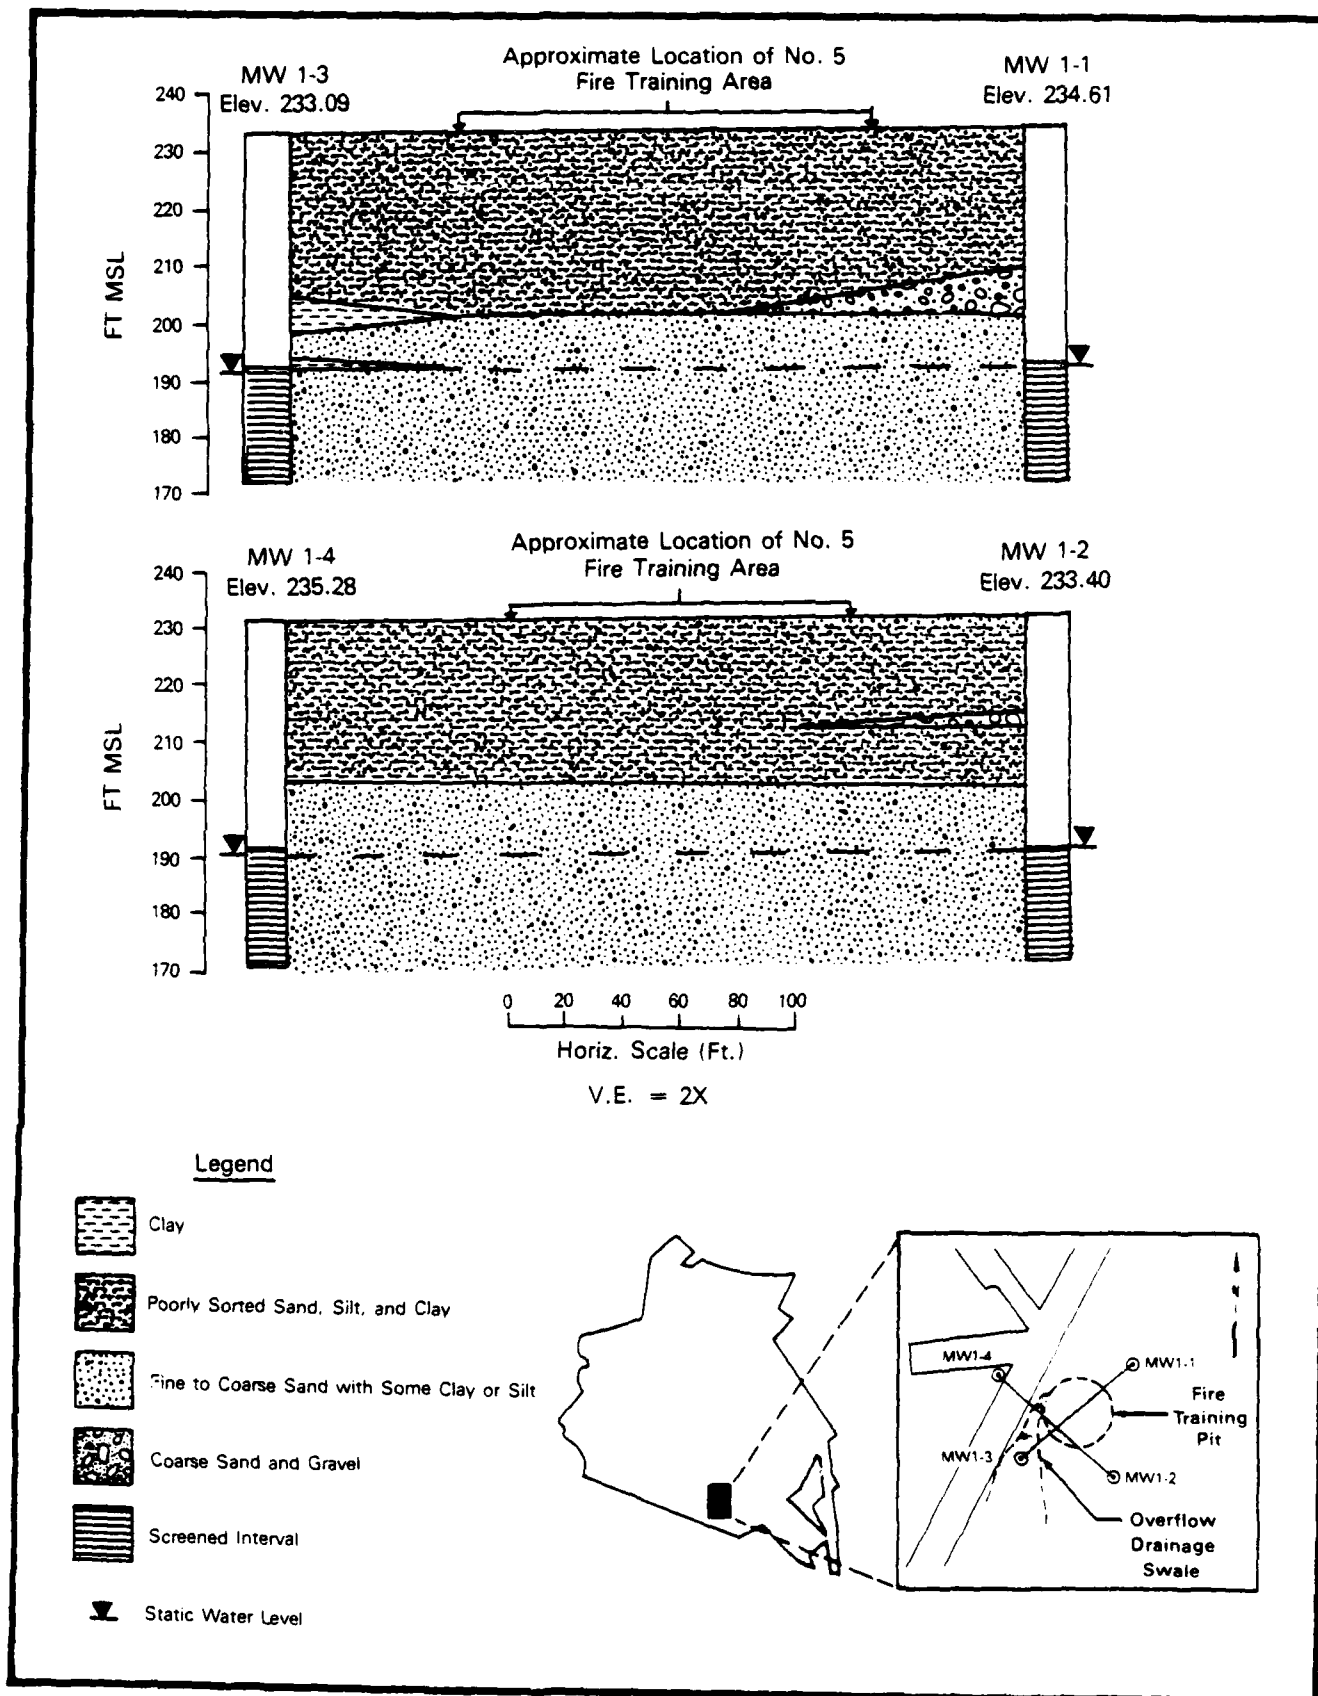 Approximate Location of No. 5
Fire Training Area
MW 1-3
Elev. 233.09
MW 1-1
Elev. 234.61
FT MSL
240
230
220
210
200
190
180
170
Approximate Location of No. 5
Fire Training Area
MW 1-4
Elev. 235.28
MW 1-2
Elev. 233.40
FT MSL
240
230
220
210
200
190
180
170
0 20 40 60 80 100
Horiz. Scale (Ft.)
V.E. = 2X
Legend
Clay
Poorly Sorted Sand, Silt, and Clay
Fine to Coarse Sand with Some Clay or Silt
Coarse Sand and Gravel
Screened Interval
Static Water Level
MW1-4
MW1-1
Fire
Training
Pit
MW1-3
MW1-2
Overflow
Drainage
Swale